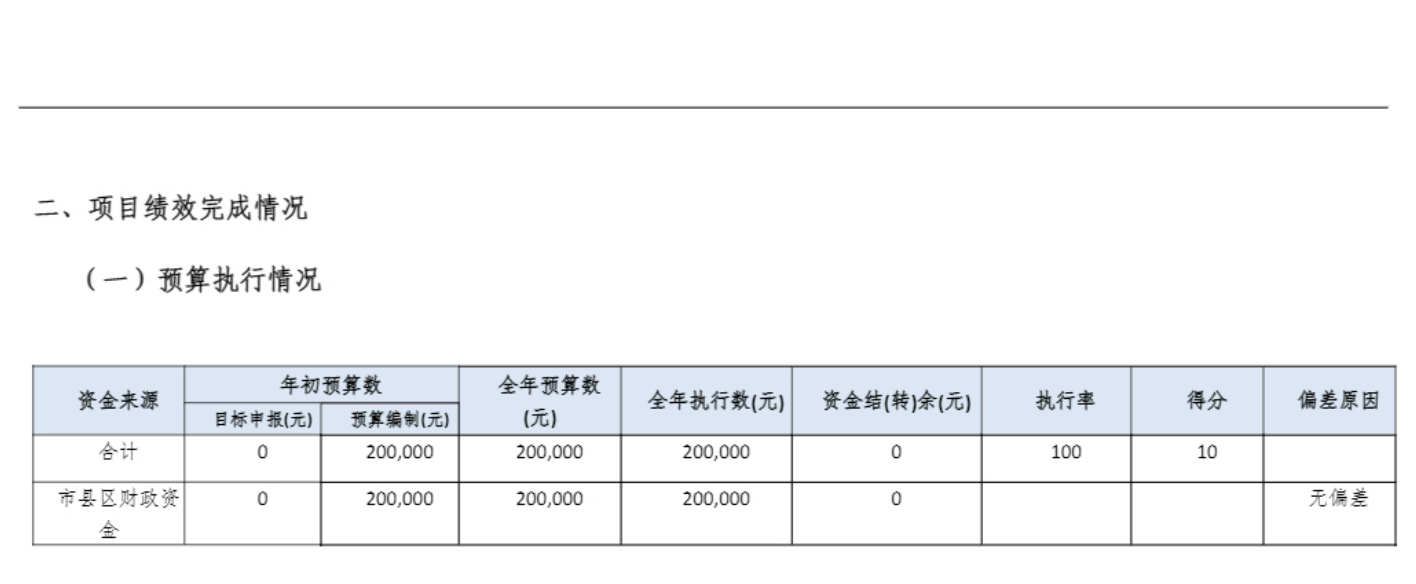 二、项目绩效完成情况
（一）预算执行情况
资金来源 年初预算数 全年预算数(元) 全年执行数(元) 资金结(转)余(元) 执行率 得分 偏差原因
目标申报(元) 预算编制(元)
合计 0 200,000 200,000 200,000 0 100 10
市县区财政资金 0 200,000 200,000 200,000 0 无偏差